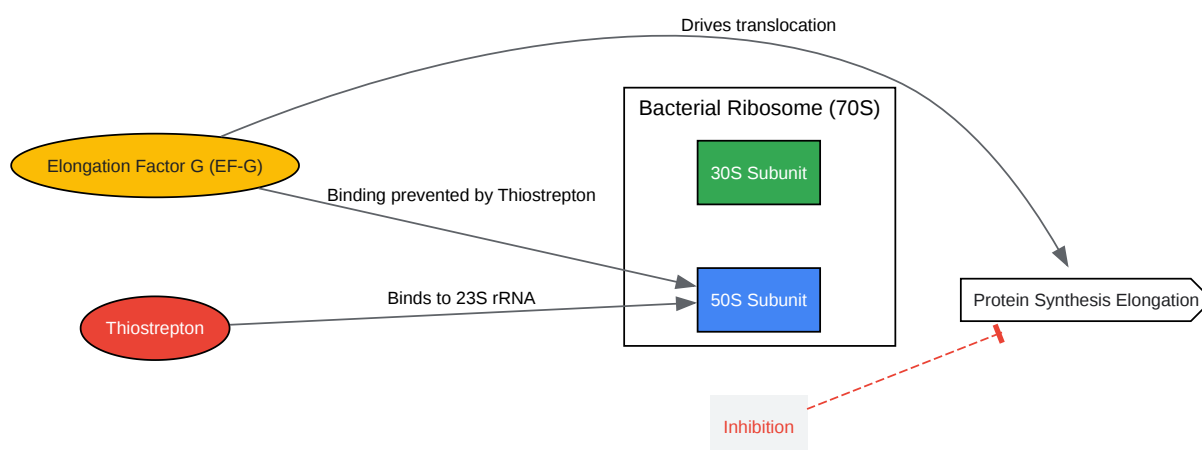 Drives translocation
Bacterial Ribosome (70S)
Elongation Factor G (EF-G)
30S Subunit
Binding prevented by Thiostrepton
Binds to 23S rRNA
50S Subunit
Protein Synthesis Elongation
Thiostrepton
Inhibition